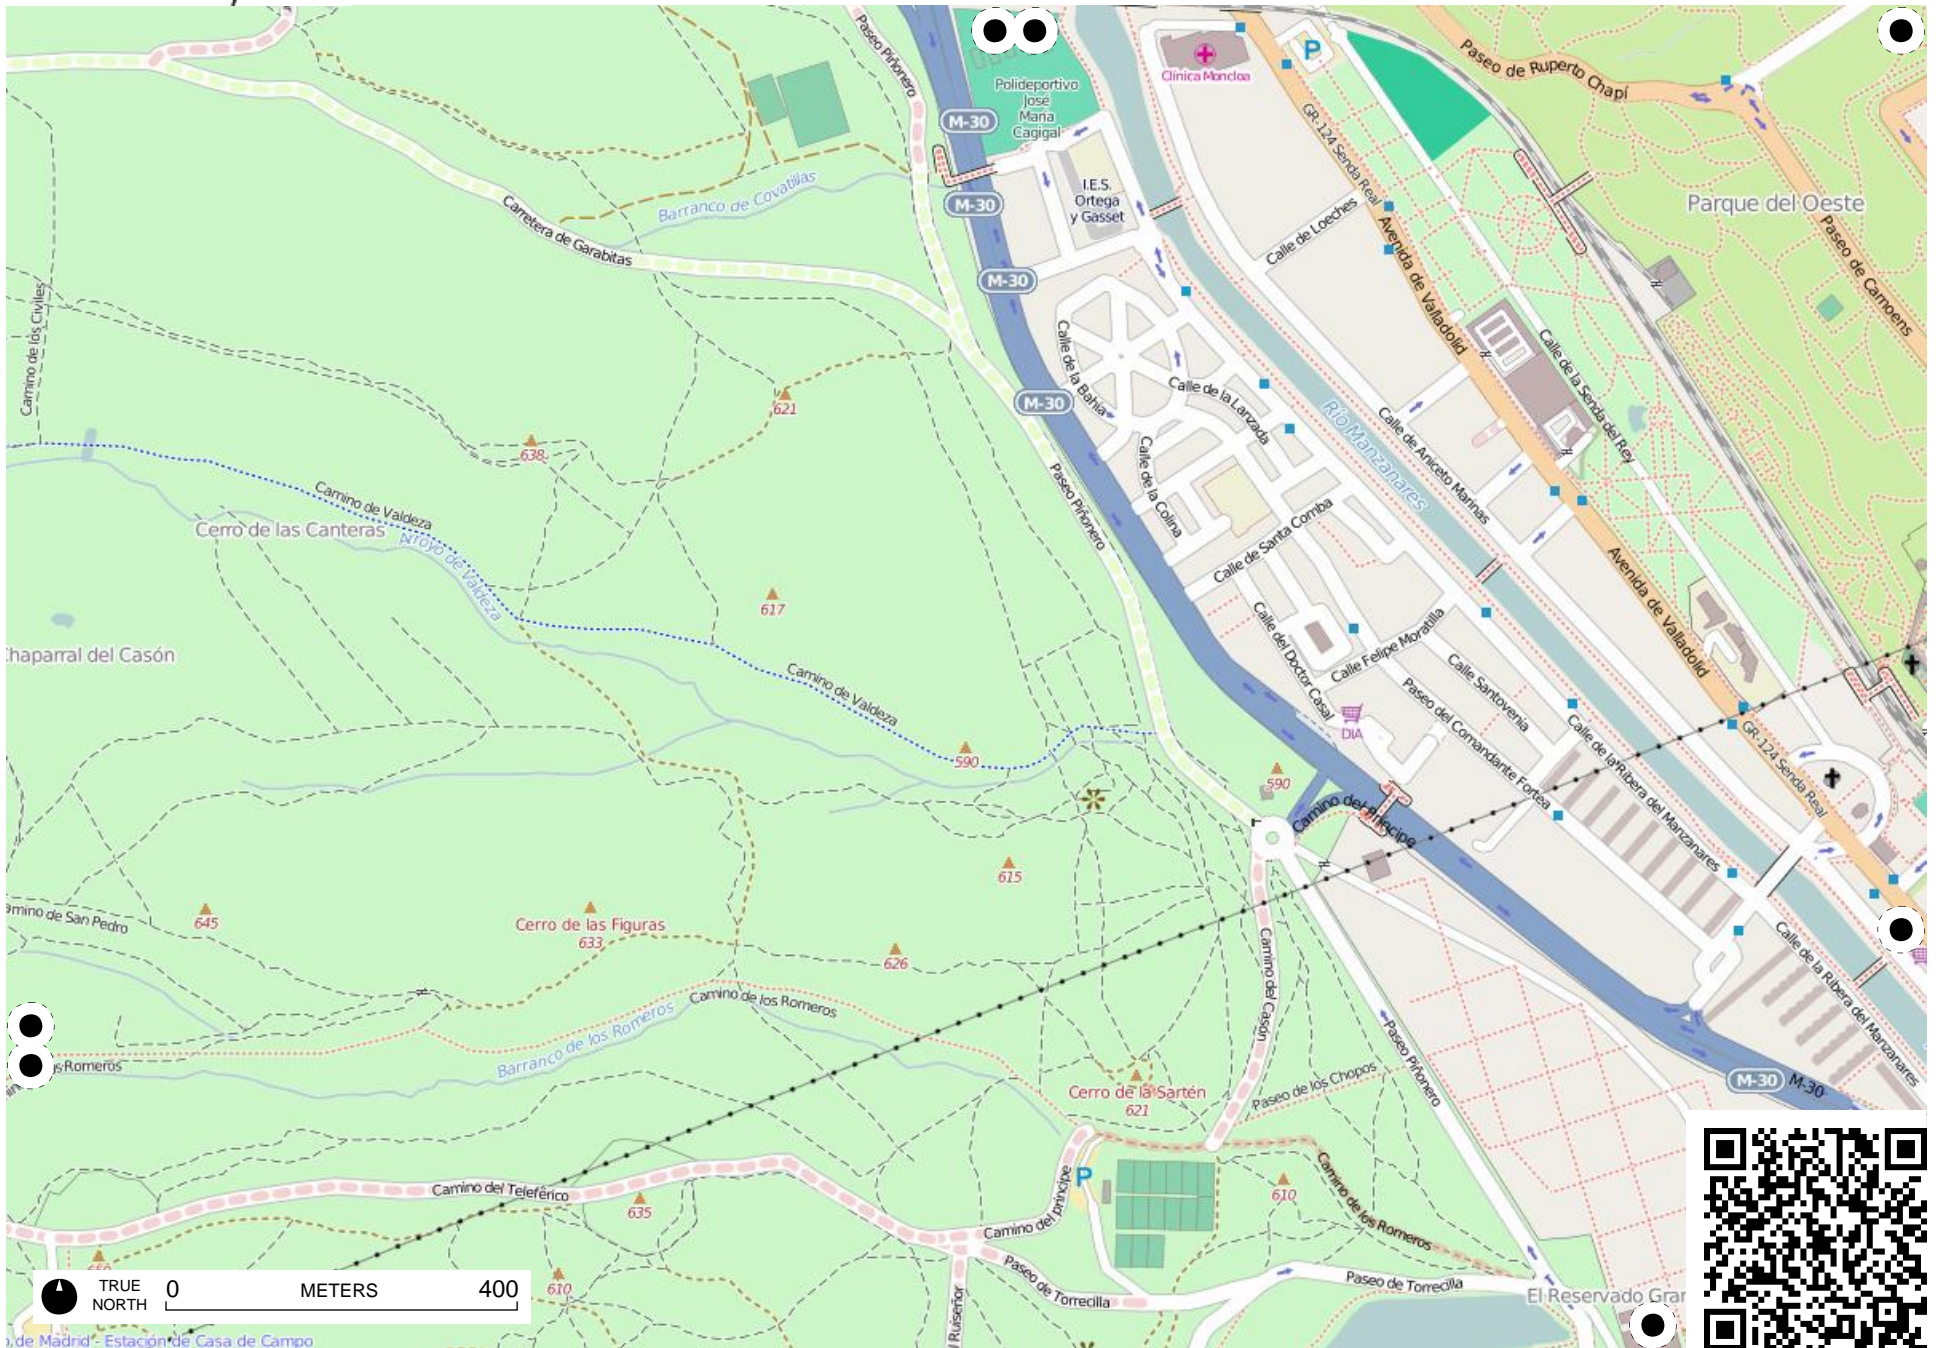 Paseo Piñonero
Polideportivo
José
María
Cagigal
Clínica Moncloa
P
Paseo de Ruperto Chapí
M-30
GR-124 Senda Real
Barranco de Covatillas
I.E.S.
Ortega
y Gasset
M-30
Parque del Oeste
Carretera de Garabitas
Calle de Loeches
Avenida de Valladolid
Paseo de Camoens
M-30
Camino de los Civiles
Calle de la Bahía
Calle de la Lanzada
Calle de la Senda del Rey
621
M-30
Río Manzanares
Calle de Aniceto Marinas
638
Calle de la Colina
Paseo Piñonero
Camino de Valdeza
Cerro de las Canteras
Arroyo de Valdeza
Calle de Santa Comba
Avenida de Valladolid
617
Calle del Doctor Casal
Calle Felipe Moratilla
Chaparral del Casón
Camino de Valdeza
Calle Santovenia
Paseo del Comandante Fortea
DIA
Calle de la Ribera del Manzanares
GR-124 Senda Real
590
590
Camino del Príncipe
615
Camino de San Pedro
645
Cerro de las Figuras
633
626
Camino del Casón
Calle de la Ribera del Manzanares
Camino de los Romeros
Barranco de los Romeros
Romeros
Paseo Piñonero
Cerro de la Sartén
621
Paseo de los Chopos
M-30
M-30
Camino del Teleférico
635
Camino del príncipe
P
610
Camino de los Romeros
Paseo de Torrecilla
Paseo de Torrecilla
610
Ruiseñor
El Reservado Gran
TRUE
NORTH
0
METERS
400
de Madrid - Estación de Casa de Campo